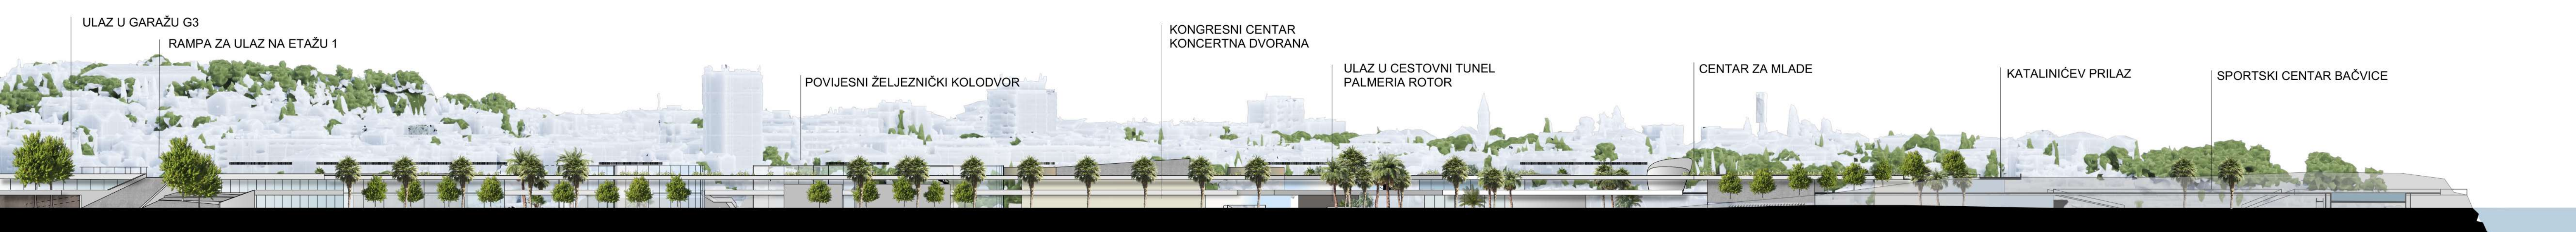 ULAZ U GARAŽU G3
RAMPA ZA ULAZ NA ETAŽU 1
POVIJESNI ŽELJEZNIČKI KOLODVOR
KONGRESNI CENTAR
KONCERTNA DVORANA
ULAZ U CESTOVNI TUNEL
PALMERIA ROTOR
CENTAR ZA MLADE
KATALINIĆEV PRILAZ
SPORTSKI CENTAR BAČVICE